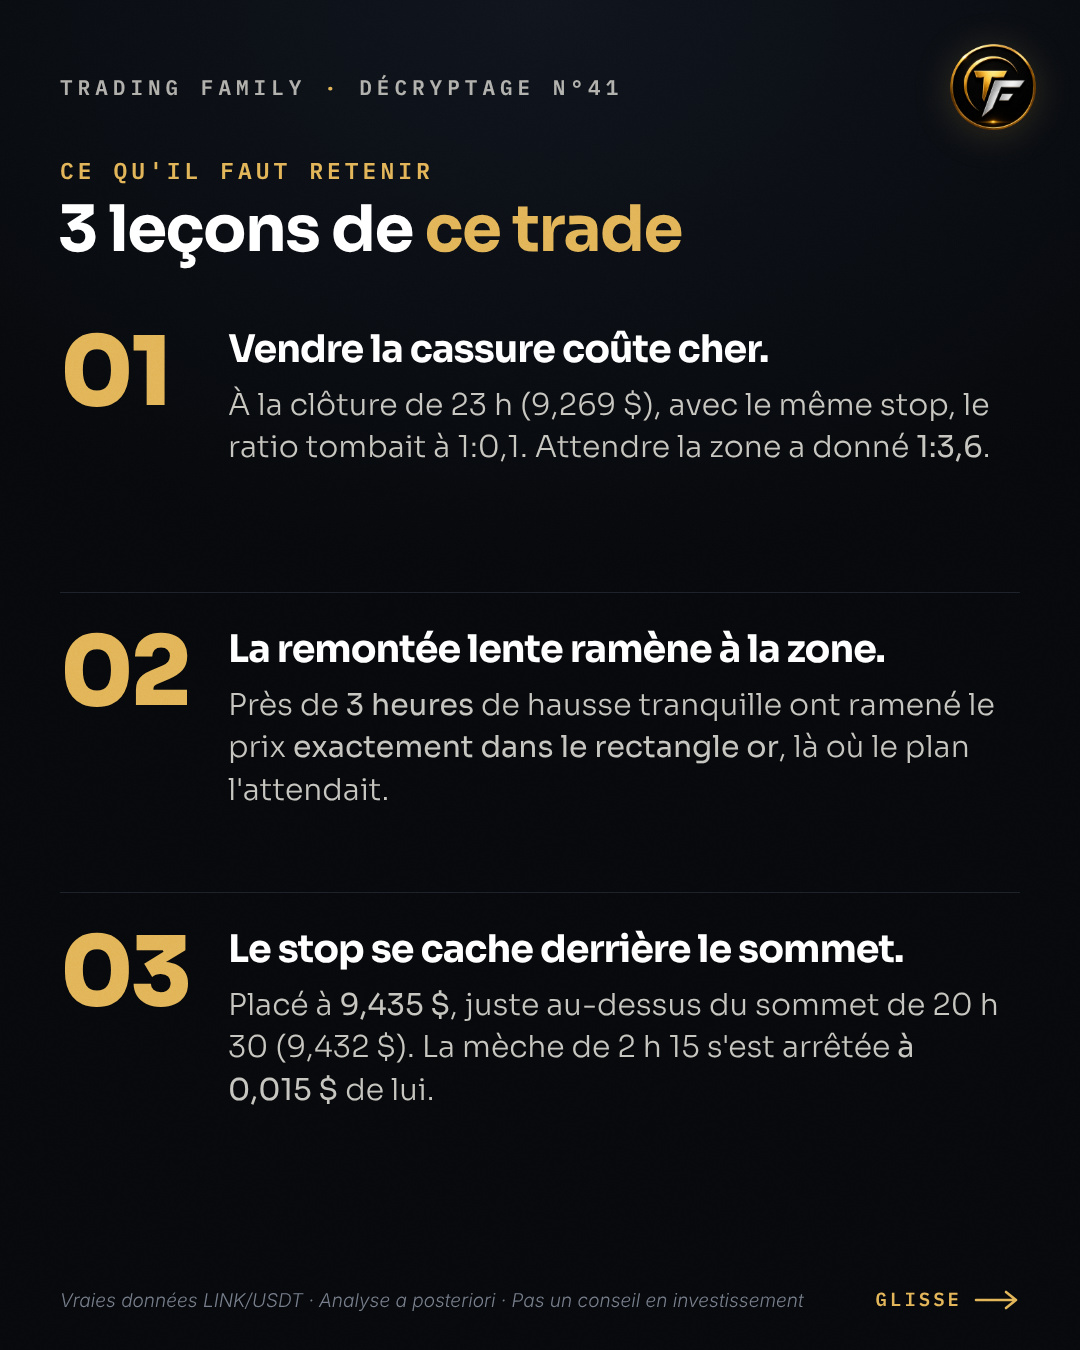 TRADING FAMILY · DÉCRYPTAGE N°41
TF
CE QU'IL FAUT RETENIR
3 leçons de ce trade
01
Vendre la cassure coûte cher.
À la clôture de 23 h (9,269 $), avec le même stop, le
ratio tombait à 1:0,1. Attendre la zone a donné 1:3,6.
02
La remontée lente ramène à la zone.
Près de 3 heures de hausse tranquille ont ramené le
prix exactement dans le rectangle or, là où le plan
l'attendait.
03
Le stop se cache derrière le sommet.
Placé à 9,435 $, juste au-dessus du sommet de 20 h
30 (9,432 $). La mèche de 2 h 15 s'est arrêtée à
0,015 $ de lui.
Vraies données LINK/USDT · Analyse a posteriori · Pas un conseil en investissement
GLISSE →